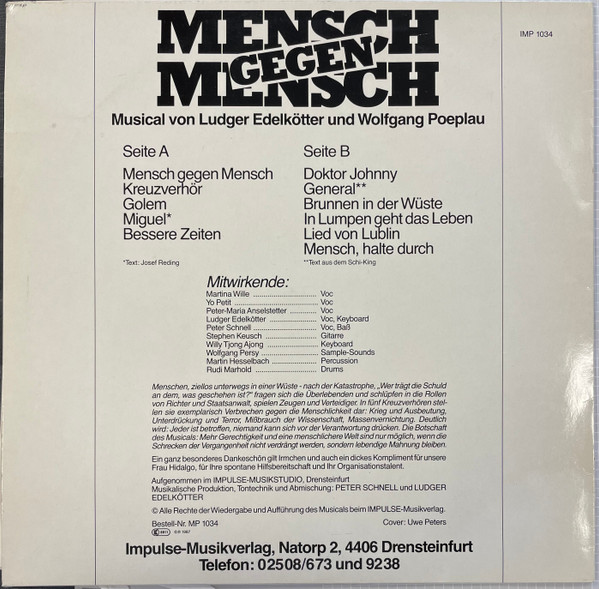 IMP 1034
MENSCH
GEGEN
MENSCH
Musical von Ludger Edelkötter und Wolfgang Poeplau
Seite A
Mensch gegen Mensch
Kreuzverhör
Golem
Miguel*
Bessere Zeiten
*Text: Josef Reding
Seite B
Doktor Johnny
General**
Brunnen in der Wüste
In Lumpen geht das Leben
Lied von Lublin
Mensch, halte durch
**Text aus dem Schi-King
Mitwirkende:
Martina Wille ........................ Voc
Yo Petit ................................ Voc
Peter-Maria Anselstetter ........... Voc
Ludger Edelkötter ................... Voc, Keyboard
Peter Schnell ......................... Voc, Baß
Stephen Keusch ..................... Gitarre
Willy Tjong Ajong ................... Keyboard
Wolfgang Persy ..................... Sample-Sounds
Martin Hesselbach .................. Percussion
Rudi Marhold ........................ Drums
Menschen, ziellos unterwegs in einer Wüste - nach der Katastrophe, „Wer trägt die Schuld
an dem, was geschehen ist?" fragen sich die Überlebenden und schlüpfen in die Rollen
von Richter und Staatsanwalt, spielen Zeugen und Verteidiger. In fünf Kreuzverhören stel-
len sie exemplarisch Verbrechen gegen die Menschlichkeit dar: Krieg und Ausbeutung,
Unterdrückung und Terror, Mißbrauch der Wissenschaft, Massenvernichtung. Deutlich
wird: Jeder ist betroffen, niemand kann sich vor der Verantwortung drücken. Die Botschaft
des Musicals: Mehr Gerechtigkeit und eine menschlichere Welt sind nur möglich, wenn die
Schrecken der Vergangenheit nicht verdrängt werden, sondern lebendige Mahnung bleiben.
Ein ganz besonderes Dankeschön gilt Irmchen und auch ein dickes Kompliment für unsere
Frau Hidalgo, für Ihre spontane Hilfsbereitschaft und Ihr Organisationstalent.
Aufgenommen im IMPULSE-MUSIKSTUDIO, Drensteinfurt
Musikalische Produktion, Tontechnik und Abmischung: PETER SCHNELL und LUDGER
EDELKÖTTER
© Alle Rechte der Wiedergabe und Aufführung des Musicals beim IMPULSE-Musikverlag.
Bestell-Nr. MP 1034
Cover: Uwe Peters
Impulse-Musikverlag, Natorp 2, 4406 Drensteinfurt
Telefon: 02508/673 und 9238